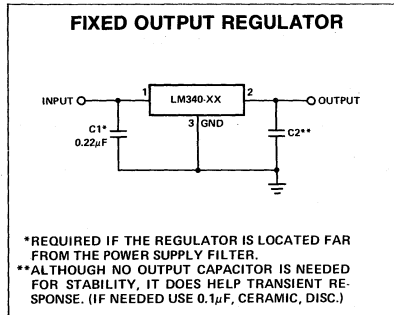 FIXED OUTPUT REGULATOR
1 LM340-XX 2
INPUT OUTPUT
3 GND
C1* C2**
0.22µF
*REQUIRED IF THE REGULATOR IS LOCATED FAR
FROM THE POWER SUPPLY FILTER.
**ALTHOUGH NO OUTPUT CAPACITOR IS NEEDED
FOR STABILITY, IT DOES HELP TRANSIENT RE-
SPONSE. (IF NEEDED USE 0.1µF, CERAMIC, DISC.)